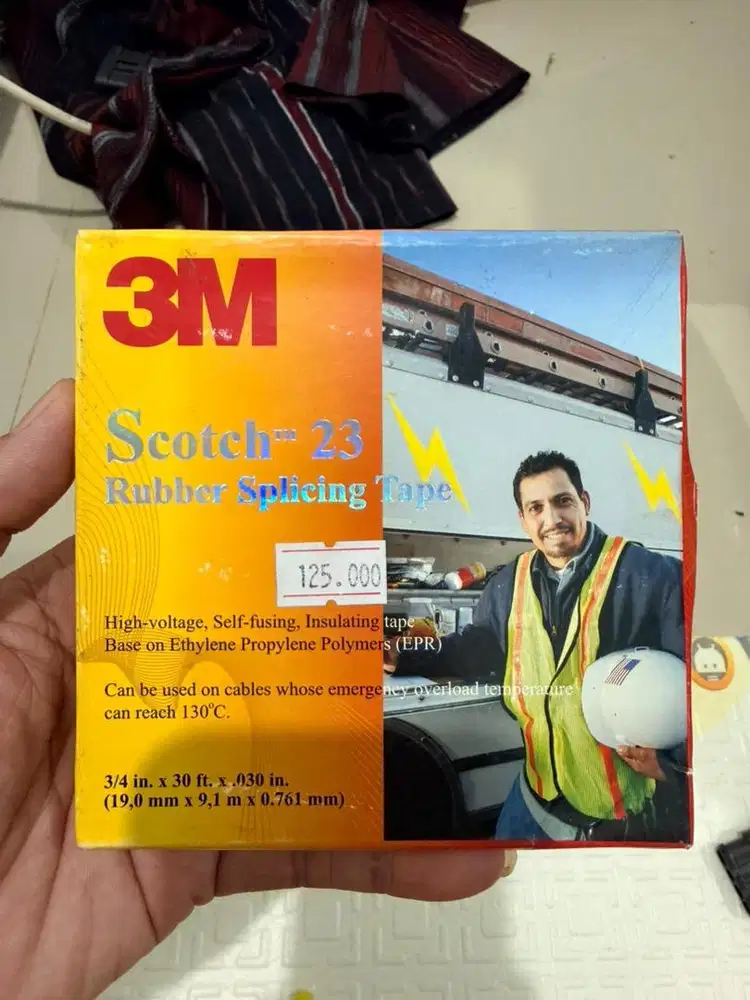 3M
Scotch™ 23
Rubber Splicing Tape
125.000
High-voltage, Self-fusing, Insulating tape
Base on Ethylene Propylene Polymers (EPR)
Can be used on cables whose emergency overload temperature
can reach 130°C.
3/4 in. x 30 ft. x .030 in.
(19,0 mm x 9,1 m x 0.761 mm)